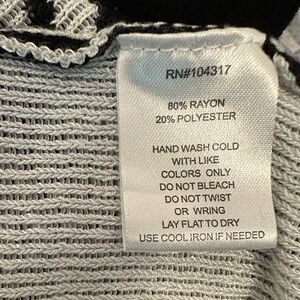 RN#104317
80% RAYON
20% POLYESTER
HAND WASH COLD
WITH LIKE
COLORS ONLY
DO NOT BLEACH
DO NOT TWIST
OR WRING
LAY FLAT TO DRY
USE COOL IRON IF NEEDED